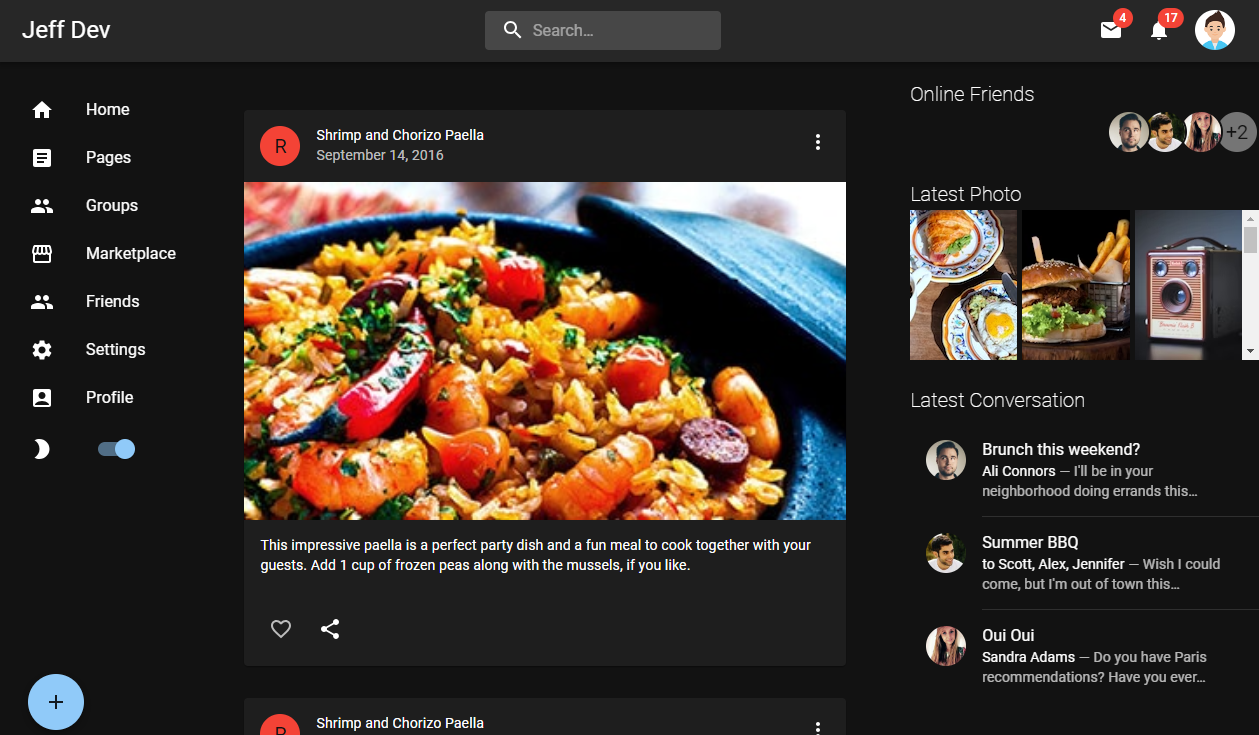 Jeff Dev
Search...
4
17
Home
Pages
Groups
Marketplace
Friends
Settings
Profile
R
Shrimp and Chorizo Paella
September 14, 2016
This impressive paella is a perfect party dish and a fun meal to cook together with your
guests. Add 1 cup of frozen peas along with the mussels, if you like.
R
Shrimp and Chorizo Paella
Online Friends
+2
Latest Photo
Latest Conversation
Brunch this weekend?
Ali Connors — I'll be in your
neighborhood doing errands this…
Summer BBQ
to Scott, Alex, Jennifer — Wish I could
come, but I'm out of town this…
Oui Oui
Sandra Adams — Do you have Paris
recommendations? Have you ever…